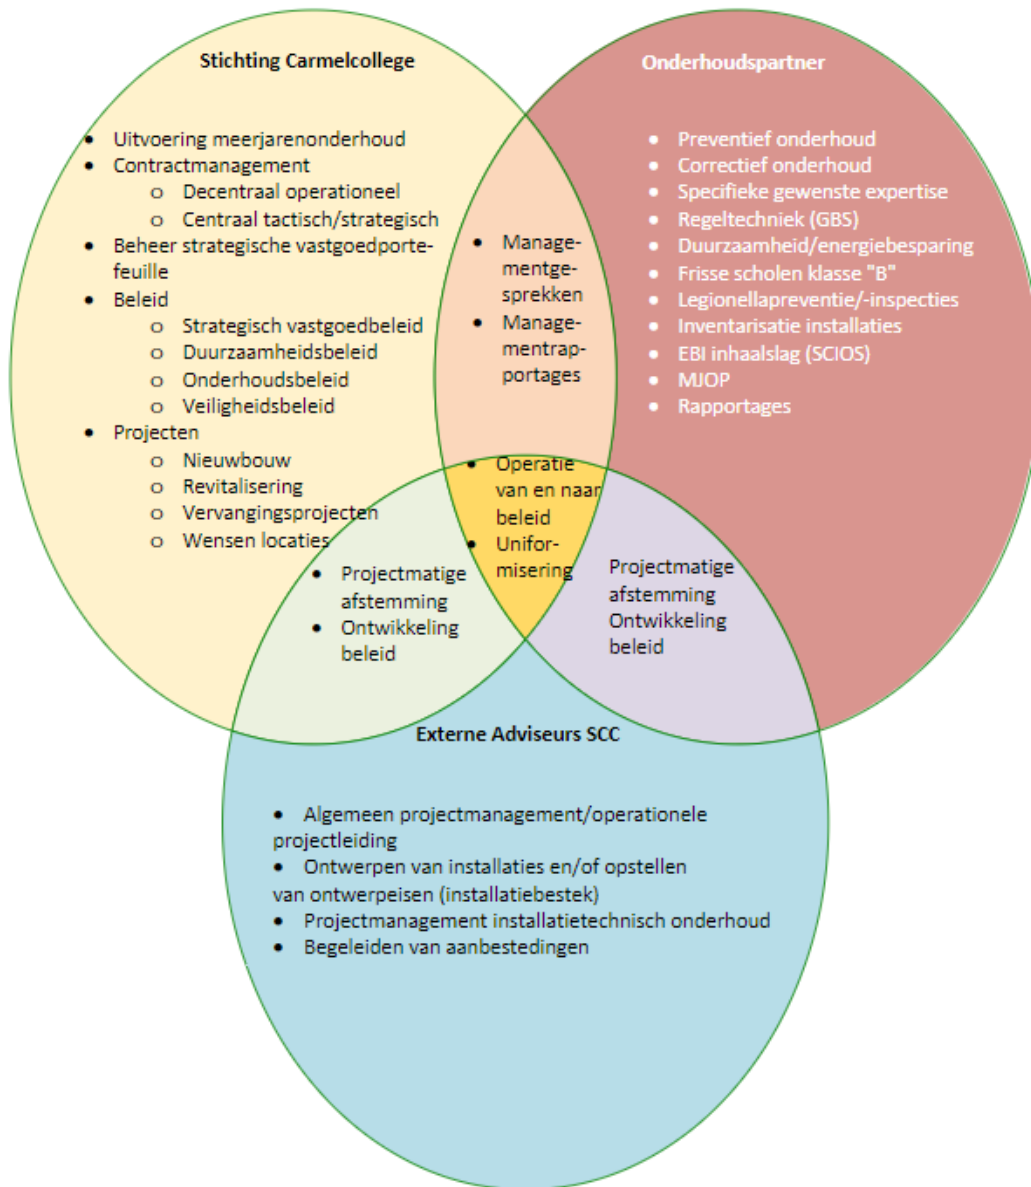 Stichting Carmelcollege
• Uitvoering meerjarenonderhoud
• Contractmanagement
o Decentraal operationeel
o Centraal tactisch/strategisch
• Beheer strategische vastgoedporte-
feuille
• Beleid
o Strategisch vastgoedbeleid
o Duurzaamheidsbeleid
o Onderhoudsbeleid
o Veiligheidsbeleid
• Projecten
o Nieuwbouw
o Revitalisering
o Vervangingsprojecten
o Wensen locaties
Onderhoudspartner
• Preventief onderhoud
• Correctief onderhoud
• Specifieke gewenste expertise
• Regeltechniek (GBS)
• Duurzaamheid/energiebesparing
• Frisse scholen klasse "B"
• Legionellapreventie/-inspecties
• Inventarisatie installaties
• EBI inhaalslag (SCIOS)
• MJOP
• Rapportages
• Manage-
mentge-
sprekken
• Manage-
mentrap-
portages
• Operatie
van en naar
beleid
• Unifor-
misering
• Projectmatige
afstemming
• Ontwikkeling
beleid
Projectmatige
afstemming
Ontwikkeling
beleid
Externe Adviseurs SCC
• Algemeen projectmanagement/operationele
projectleiding
• Ontwerpen van installaties en/of opstellen
van ontwerpeisen (installatiebestek)
• Projectmanagement installatietechnisch onderhoud
• Begeleiden van aanbestedingen